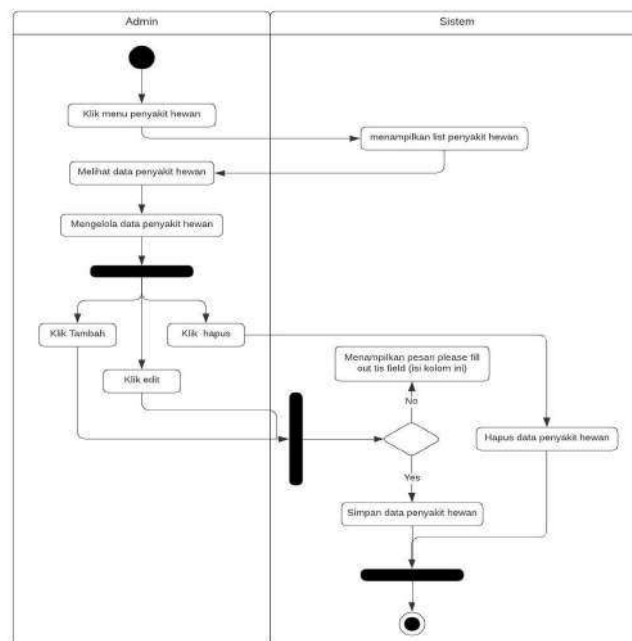 Admin
Sistem
Klik menu penyakit hewan
menampilkan list penyakit hewan
Melihat data penyakit hewan
Mengelola data penyakit hewan
Klik Tambah
Klik hapus
Klik edit
Menampilkan pesan please fill
out tis field (isi kolom ini)
No
Hapus data penyakit hewan
Yes
Simpan data penyakit hewan